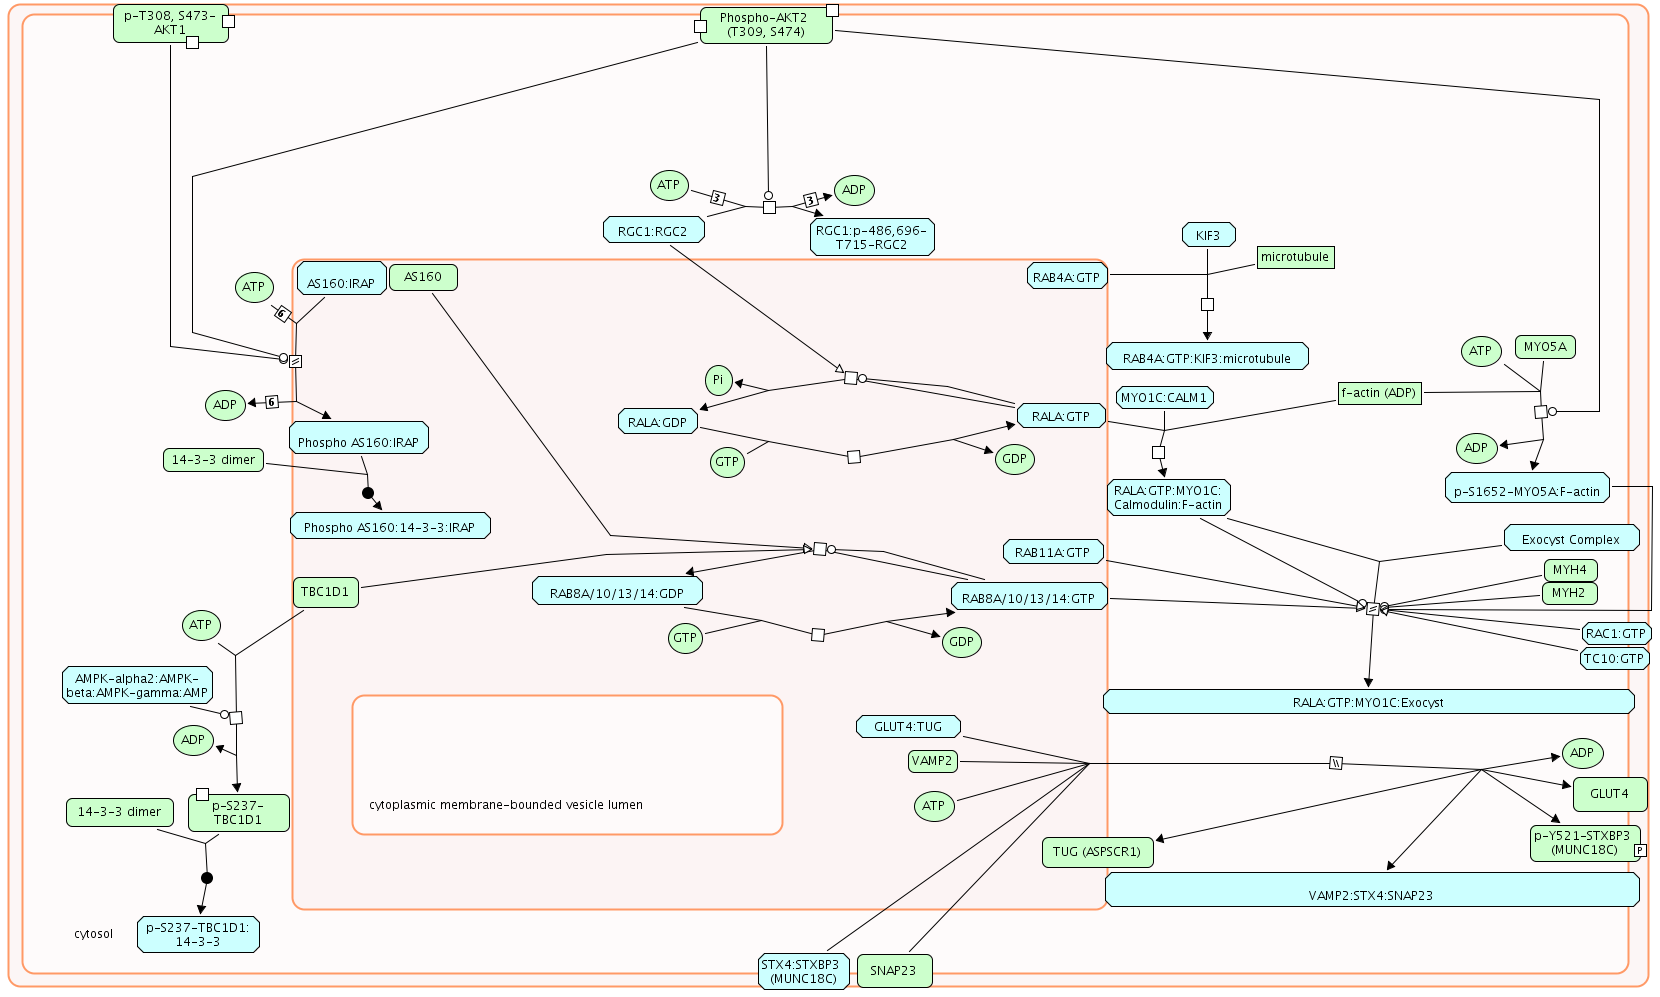 p-T308, S473-
AKT1
Phospho-AKT2
(T309, S474)
ATP
3
3
ADP
RGC1:RGC2
RGC1:p-486,696-
T715-RGC2
KIF3
microtubule
RAB4A:GTP
ATP
AS160:IRAP
AS160
6
RAB4A:GTP:KIF3:microtubule
ATP
MYO5A
Pi
MYO1C:CALM1
f-actin (ADP)
ADP
6
RALA:GDP
RALA:GTP
Phospho AS160:IRAP
14-3-3 dimer
GTP
GDP
ADP
RALA:GTP:MYO1C:
Calmodulin:F-actin
p-S1652-MYO5A:F-actin
Phospho AS160:14-3-3:IRAP
Exocyst Complex
RAB11A:GTP
MYH4
MYH2
TBC1D1
RAB8A/10/13/14:GDP
RAB8A/10/13/14:GTP
ATP
GTP
GDP
RAC1:GTP
TC10:GTP
AMPK-alpha2:AMPK-
beta:AMPK-gamma:AMP
RALA:GTP:MYO1C:Exocyst
GLUT4:TUG
ADP
VAMP2
ADP
ATP
GLUT4
cytoplasmic membrane-bounded vesicle lumen
14-3-3 dimer
p-S237-
TBC1D1
p-Y521-STXBP3
(MUNC18C)
P
TUG (ASPSCR1)
VAMP2:STX4:SNAP23
cytosol
p-S237-TBC1D1:
14-3-3
STX4:STXBP3
(MUNC18C)
SNAP23